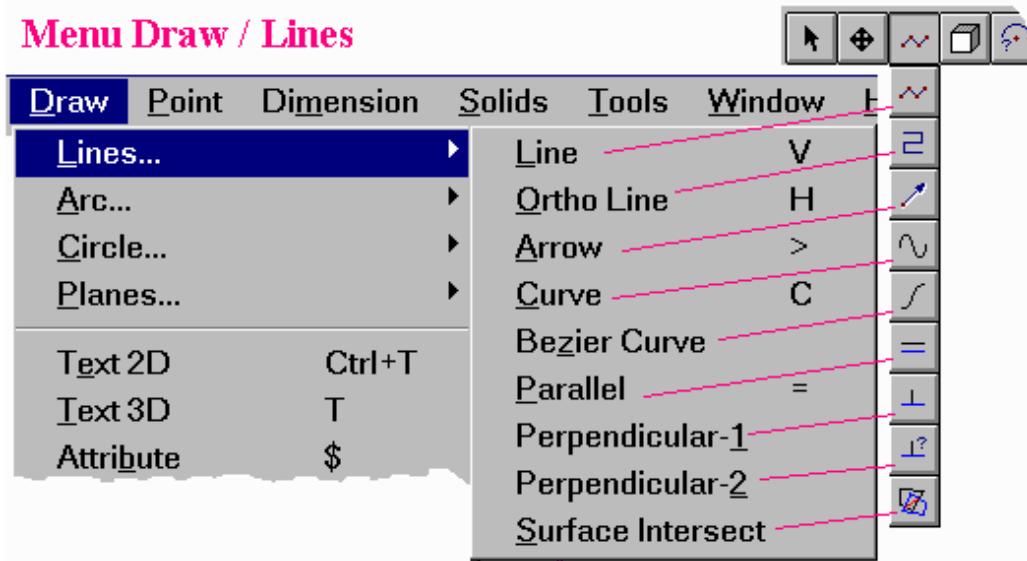 Menu Draw / Lines
Draw Point Dimension Solids Tools Window
Lines...
Arc...
Circle...
Planes...
Text 2D Ctrl+T
Text 3D T
Attribute $
Line V
Ortho Line H
Arrow >
Curve C
Bezier Curve
Parallel =
Perpendicular-1
Perpendicular-2
Surface Intersect